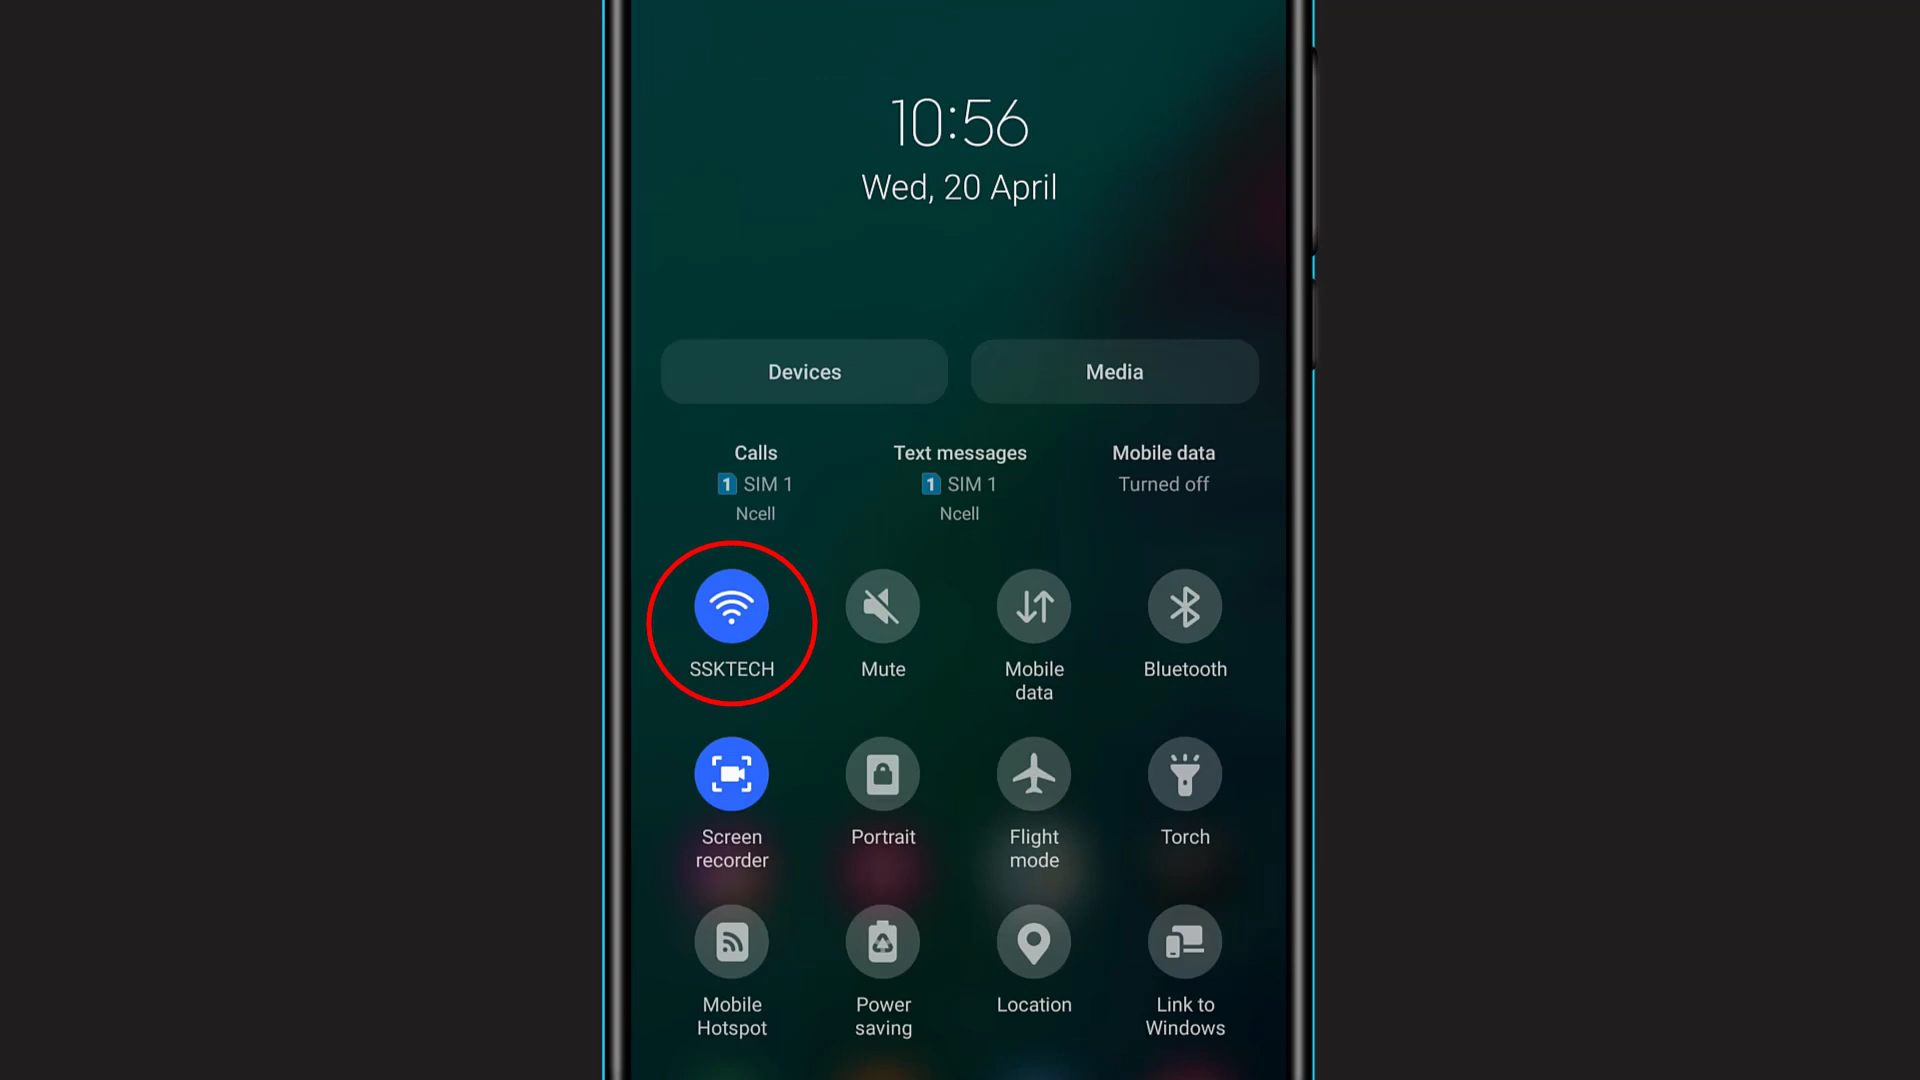 10:56
Wed, 20 April
Devices
Media
Calls
1 SIM 1
Ncell
Text messages
1 SIM 1
Ncell
Mobile data
Turned off
SSKTECH
Mute
Mobile
data
Bluetooth
Screen
recorder
Portrait
Flight
mode
Torch
Mobile
Hotspot
Power
saving
Location
Link to
Windows